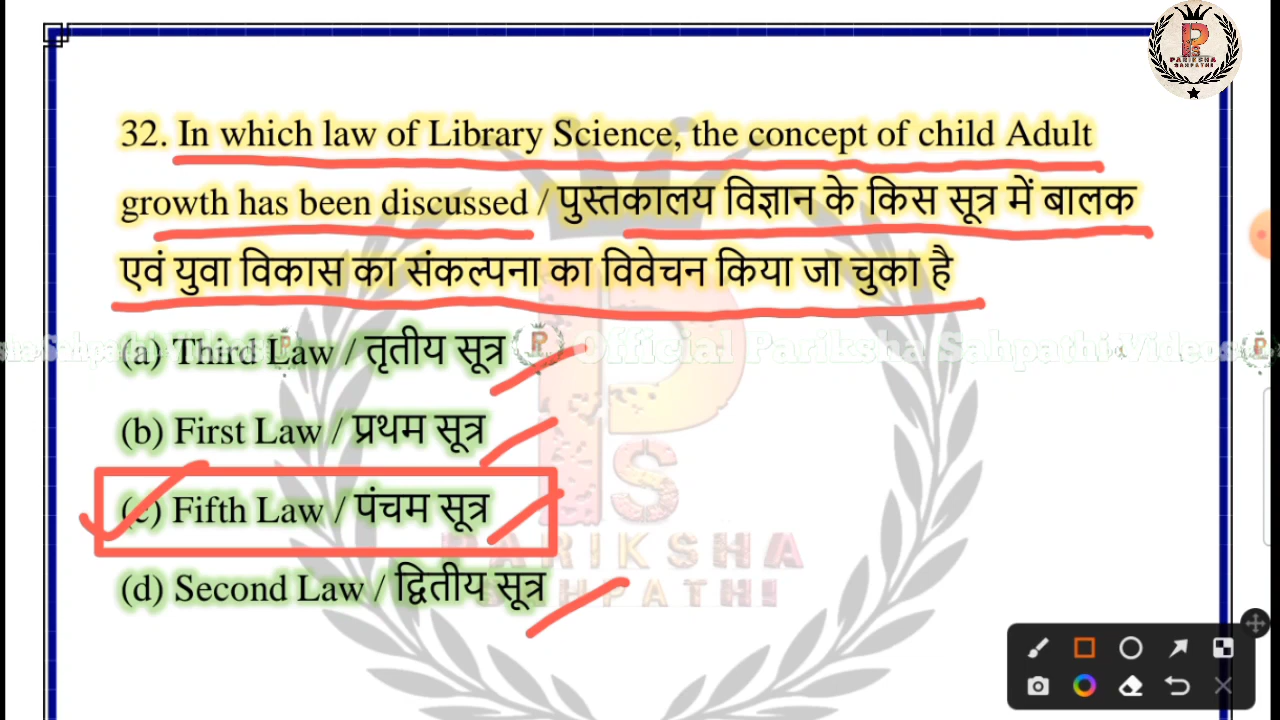 PARIKSHA
SAHPATHI
32. In which law of Library Science, the concept of child Adult
growth has been discussed / पुस्तकालय विज्ञान के किस सूत्र में बालक
एवं युवा विकास का संकल्पना का विवेचन किया जा चुका है
(a) Third Law / तृतीय सूत्र
Official Pariksha Sahpathi Videos
(b) First Law / प्रथम सूत्र
(c) Fifth Law / पंचम सूत्र
PARIKSHA
(d) Second Law / द्वितीय सूत्र
SAHPATHI